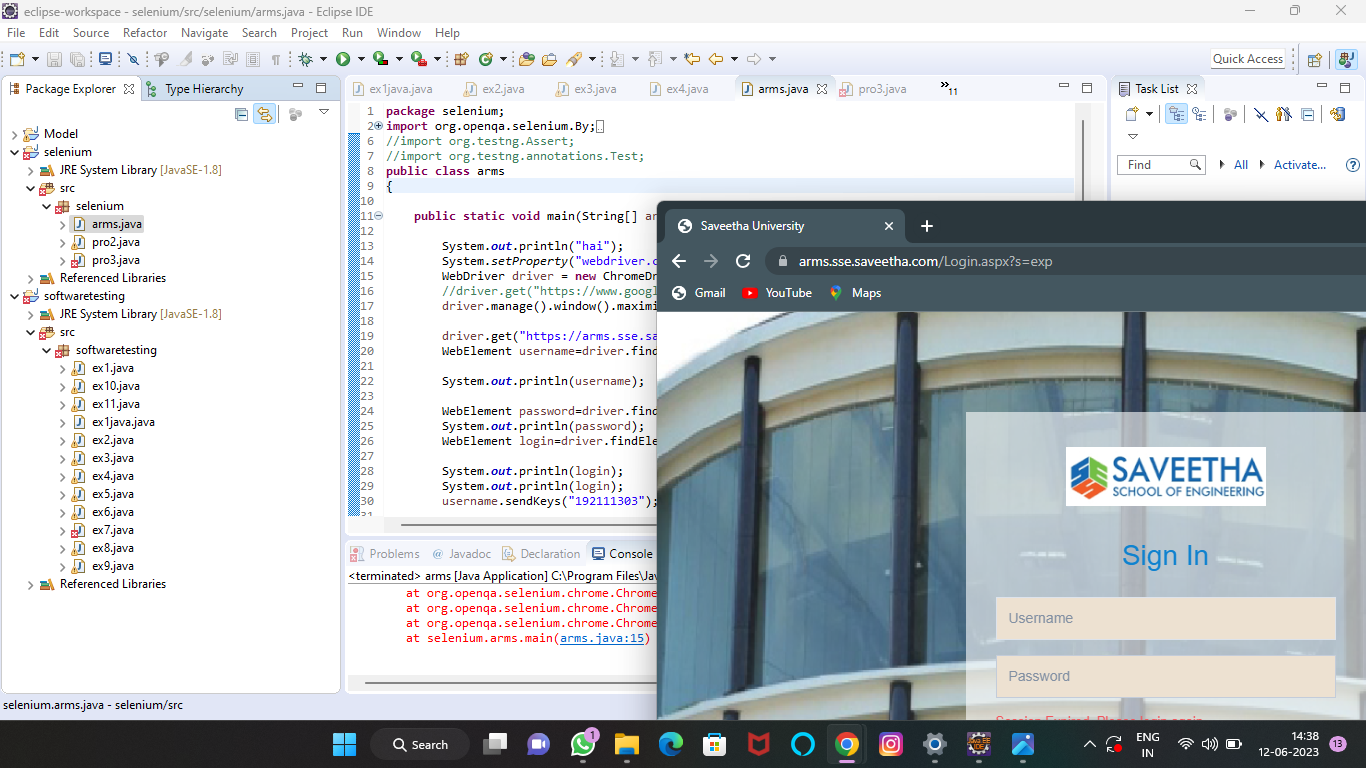 eclipse-workspace - selenium/src/selenium/arms.java - Eclipse IDE
File Edit Source Refactor Navigate Search Project Run Window Help
Quick Access
Package Explorer Type Hierarchy
ex1java.java ex2.java ex3.java ex4.java arms.java pro3.java 11
Task List
Find All Activate...
Model
selenium
JRE System Library [JavaSE-1.8]
src
selenium
arms.java
pro2.java
pro3.java
Referenced Libraries
softwaretesting
JRE System Library [JavaSE-1.8]
src
softwaretesting
ex1.java
ex10.java
ex11.java
ex1java.java
ex2.java
ex3.java
ex4.java
ex5.java
ex6.java
ex7.java
ex8.java
ex9.java
Referenced Libraries
1 package selenium;
2 import org.openqa.selenium.By;
6 //import org.testng.Assert;
7 //import org.testng.annotations.Test;
8 public class arms
9 {
10
11 public static void main(String[] ar
12
13 System.out.println("hai");
14 System.setProperty("webdriver.c
15 WebDriver driver = new ChromeDr
16 //driver.get("https://www.googl
17 driver.manage().window().maximi
18
19 driver.get("https://arms.sse.sa
20 WebElement username=driver.find
21
22 System.out.println(username);
23
24 WebElement password=driver.find
25 System.out.println(password);
26 WebElement login=driver.findEle
27
28 System.out.println(login);
29 System.out.println(login);
30 username.sendKeys("192111303");
31
Problems Javadoc Declaration Console
<terminated> arms [Java Application] C:\Program Files\Jav
at org.openqa.selenium.chrome.Chrome
at org.openqa.selenium.chrome.Chrome
at org.openqa.selenium.chrome.Chrome
at selenium.arms.main(arms.java:15)
selenium.arms.java - selenium/src
Saveetha University
arms.sse.saveetha.com/Login.aspx?s=exp
Gmail YouTube Maps
SAVEETHA
SCHOOL OF ENGINEERING
Sign In
Username
Password
Session Expired. Please login again
Search
1
ENG
IN
14:38
12-06-2023
13